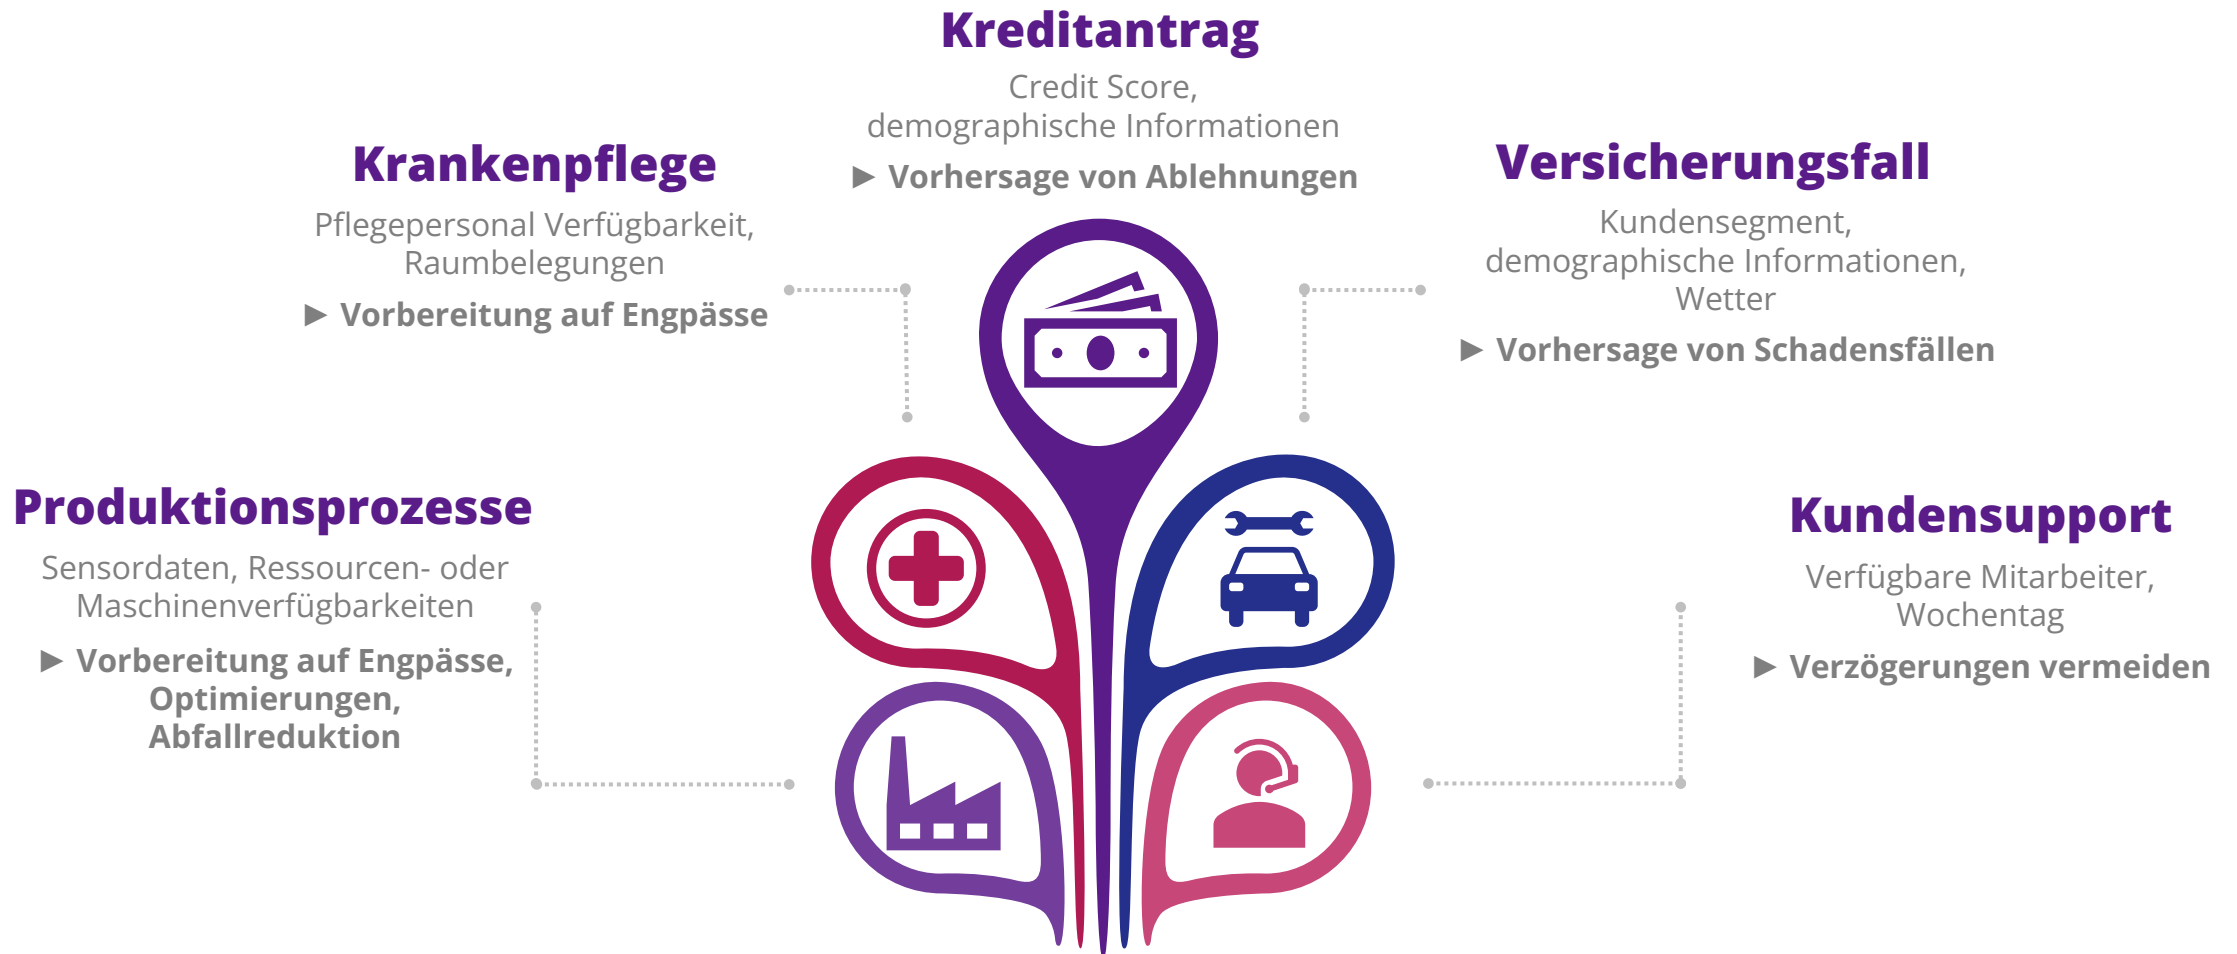 Kreditantrag
Credit Score,
demographische Informationen
► Vorhersage von Ablehnungen
Krankenpflege
Pflegepersonal Verfügbarkeit,
Raumbelegungen
► Vorbereitung auf Engpässe
Versicherungsfall
Kundensegment,
demographische Informationen,
Wetter
► Vorhersage von Schadensfällen
Produktionsprozesse
Sensordaten, Ressourcen- oder
Maschinenverfügbarkeiten
► Vorbereitung auf Engpässe,
Optimierungen,
Abfallreduktion
Kundensupport
Verfügbare Mitarbeiter,
Wochentag
► Verzögerungen vermeiden